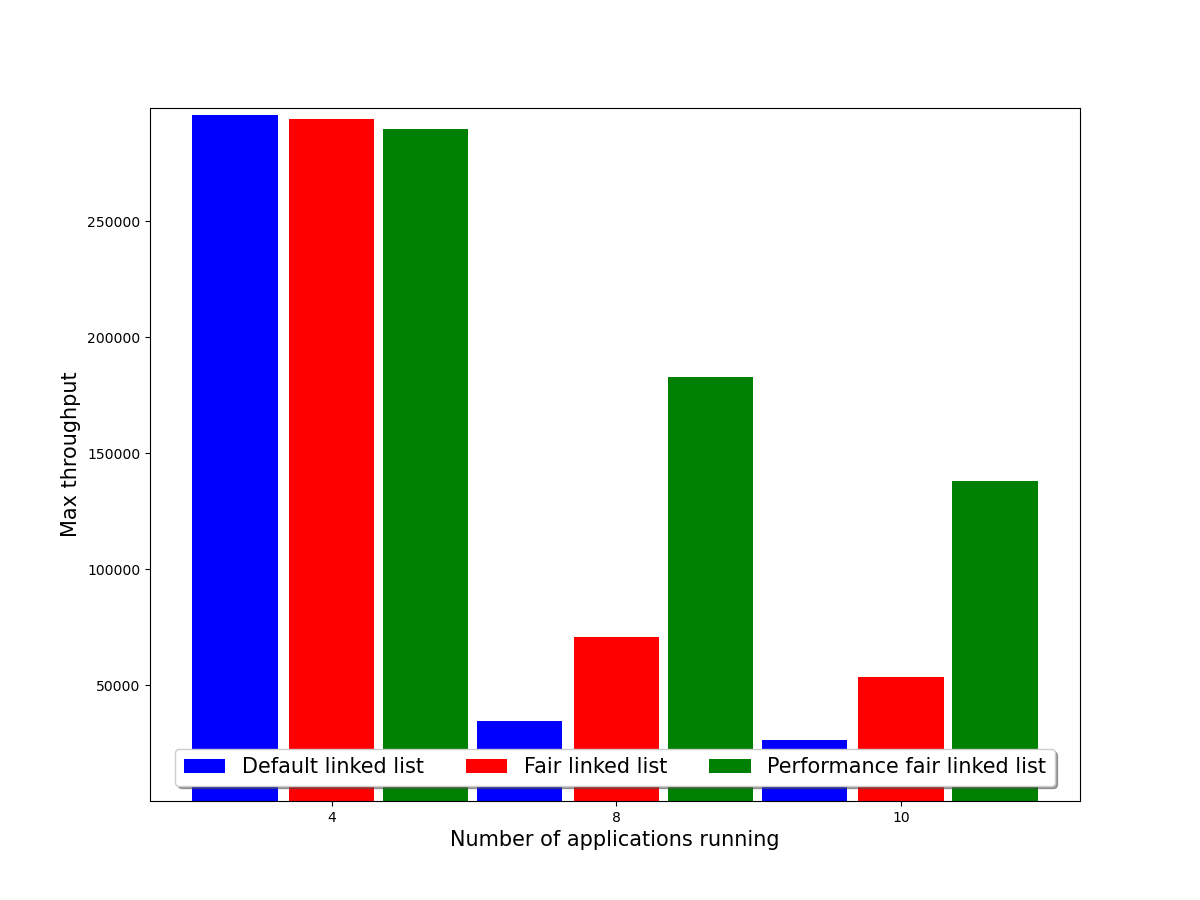 250000
200000
150000
100000
50000
Max throughput
Default linked list
Fair linked list
Performance fair linked list
4
8
10
Number of applications running